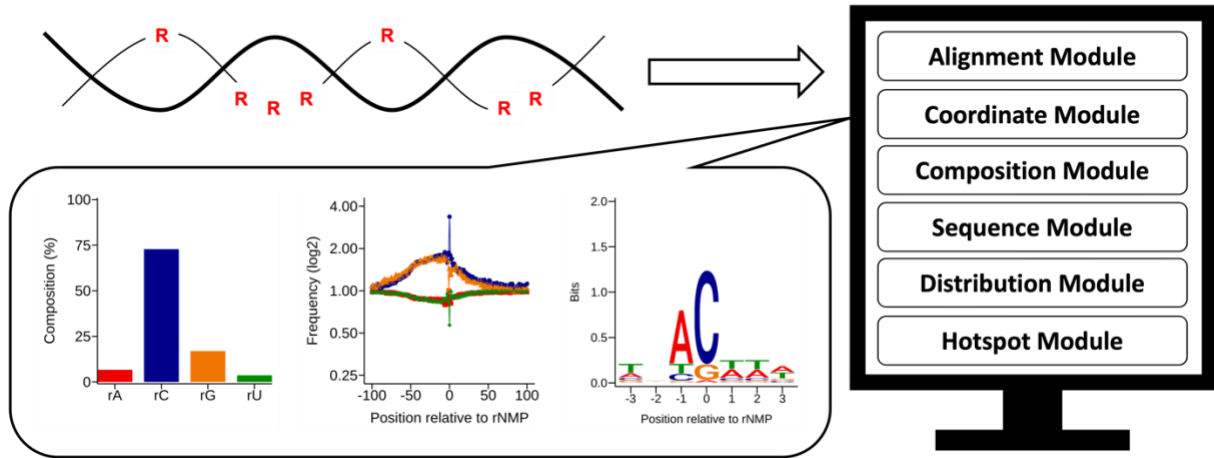 R
R
R
R
R
R
R
Alignment Module
Coordinate Module
Composition Module
Sequence Module
Distribution Module
Hotspot Module
Composition (%)
100
75
50
25
0
rA
rC
rG
rU
Frequency (log2)
4.00
2.00
1.00
0.50
0.25
-100
-50
0
50
100
Position relative to rNMP
Bits
2.0
1.5
1.0
0.5
0.0
T
A
A
T
C
C
G
T
A
T
A
A
T
-3
-2
-1
0
1
2
3
Position relative to rNMP